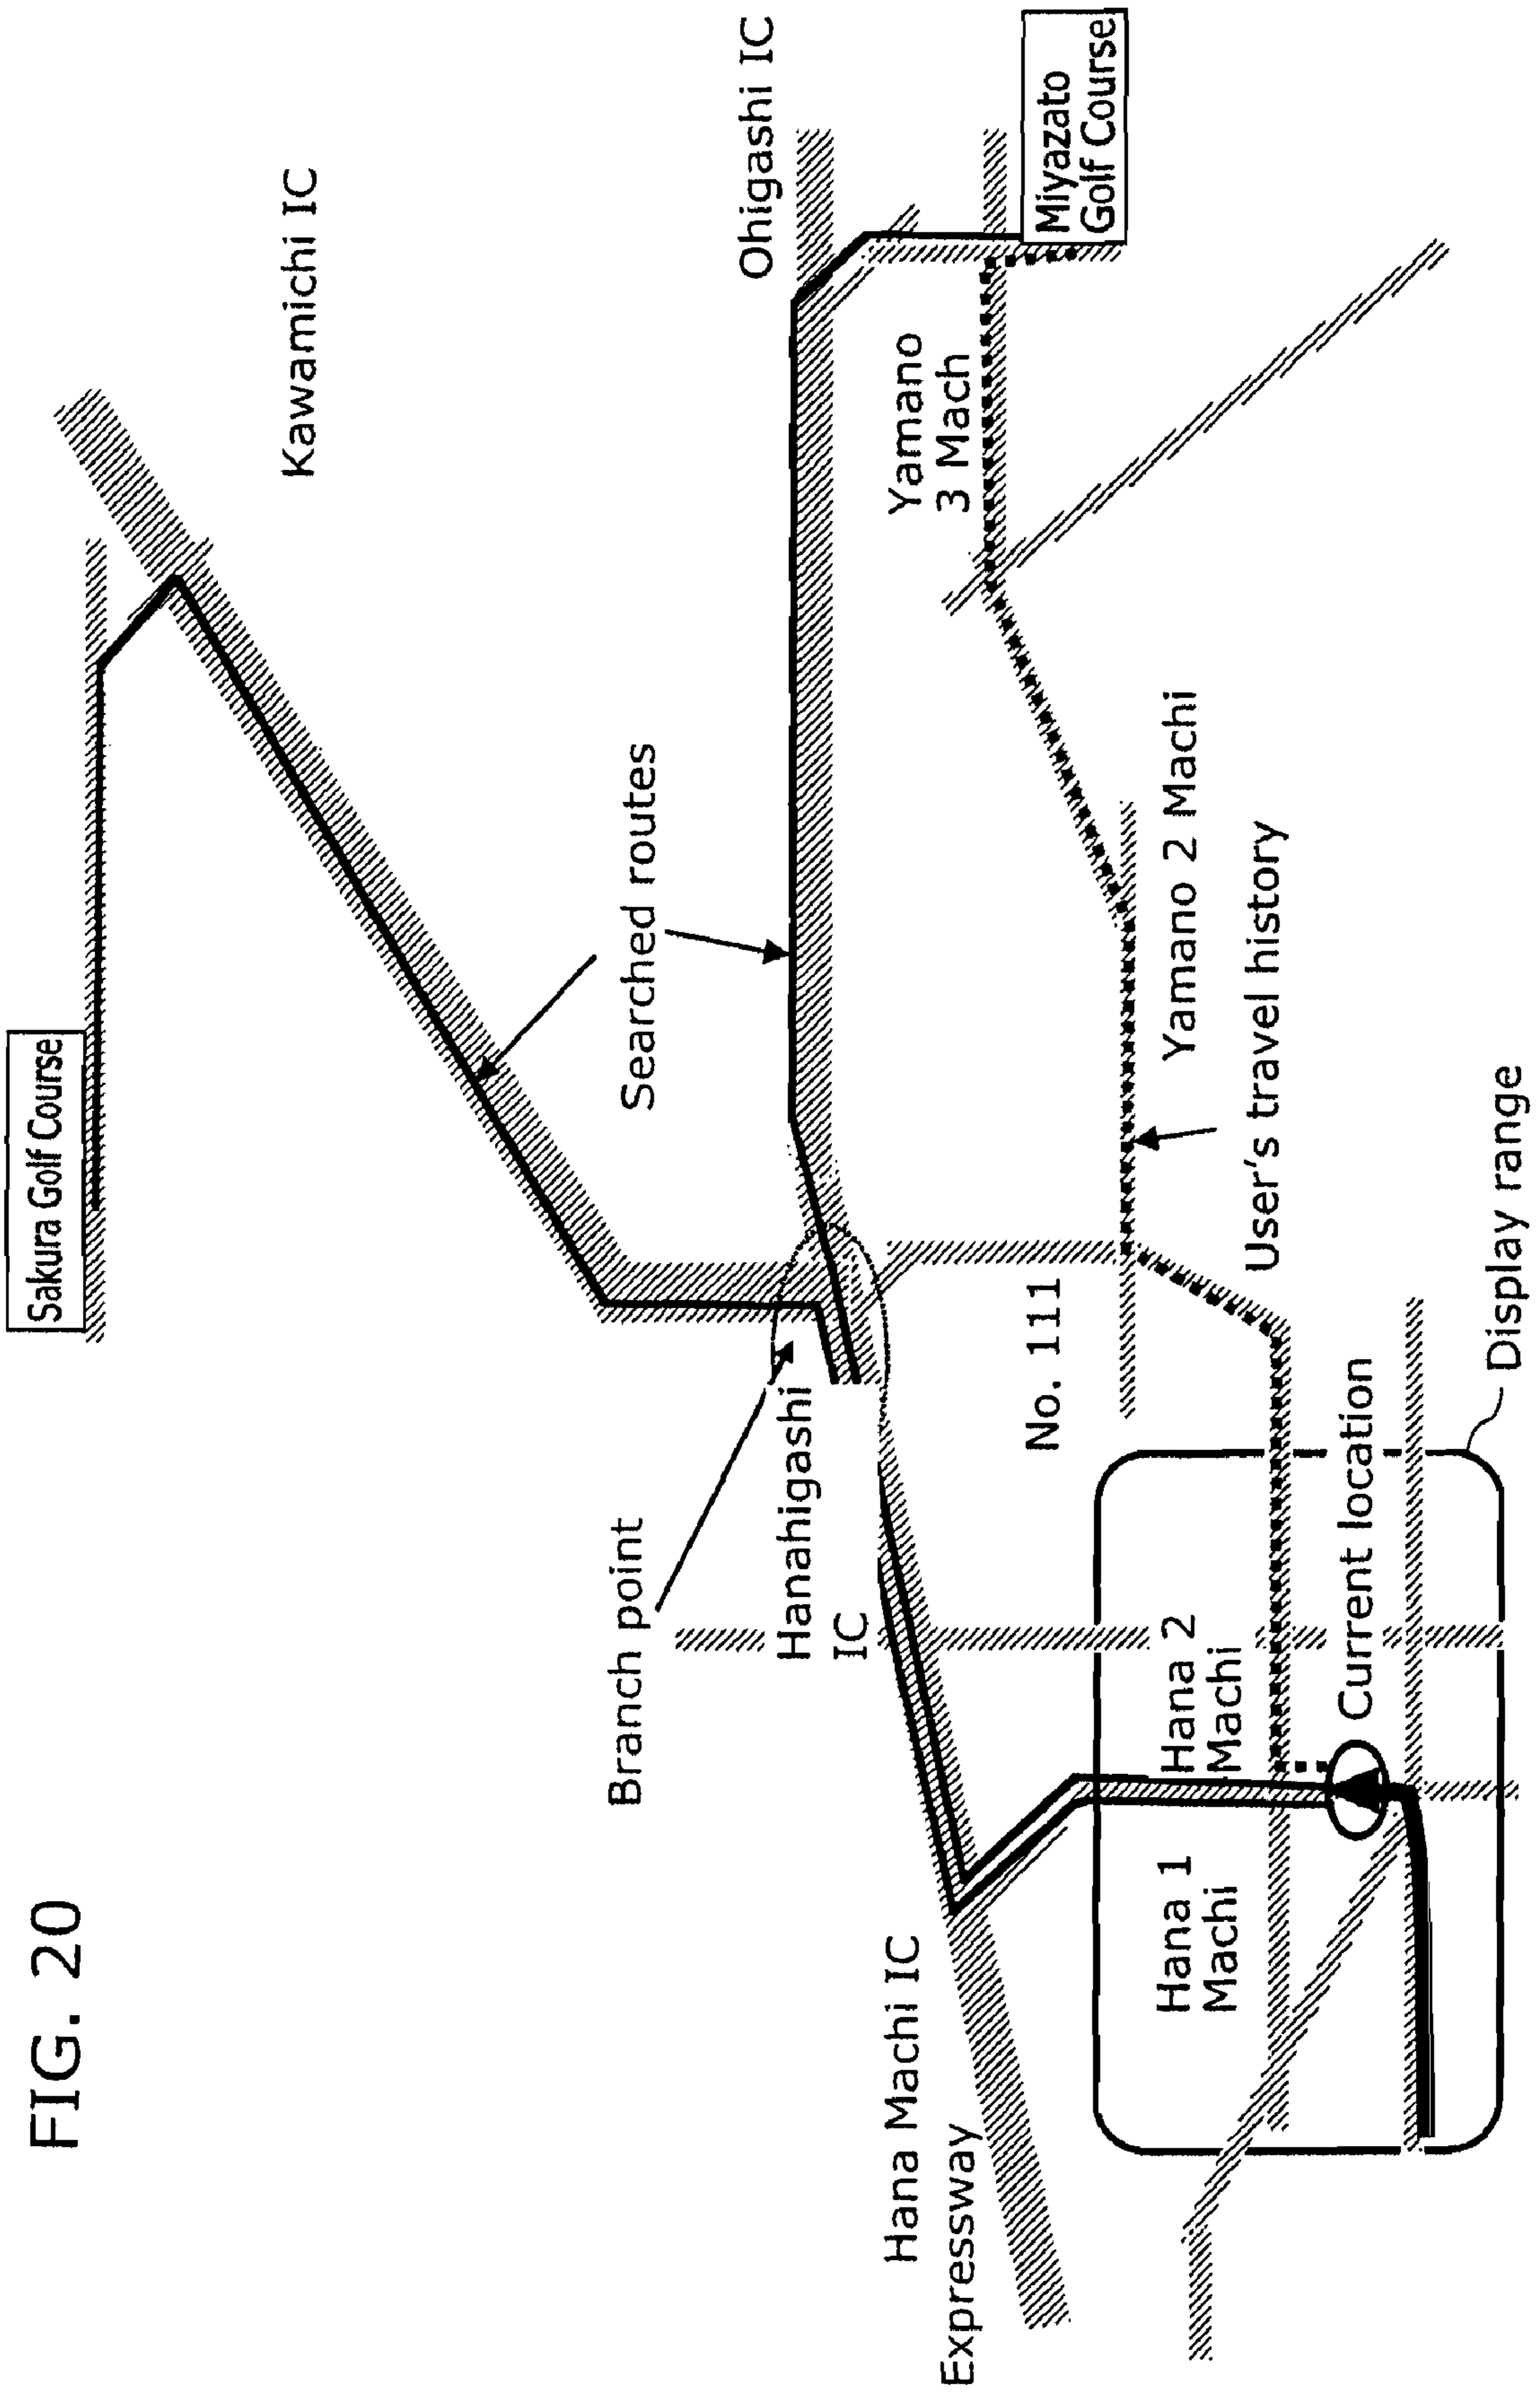 FIG. 20
Sakura Golf Course
Kawamichi IC
Searched routes
Branch point
Hanahigashi
IC
Ohigashi IC
Hana Machi IC
Expressway
Yamano
3 Mach
Miyazato
Golf Course
No. 111
Yamano 2 Machi
User's travel history
Hana 1
Machi
Hana 2
Machi
Current location
Display range